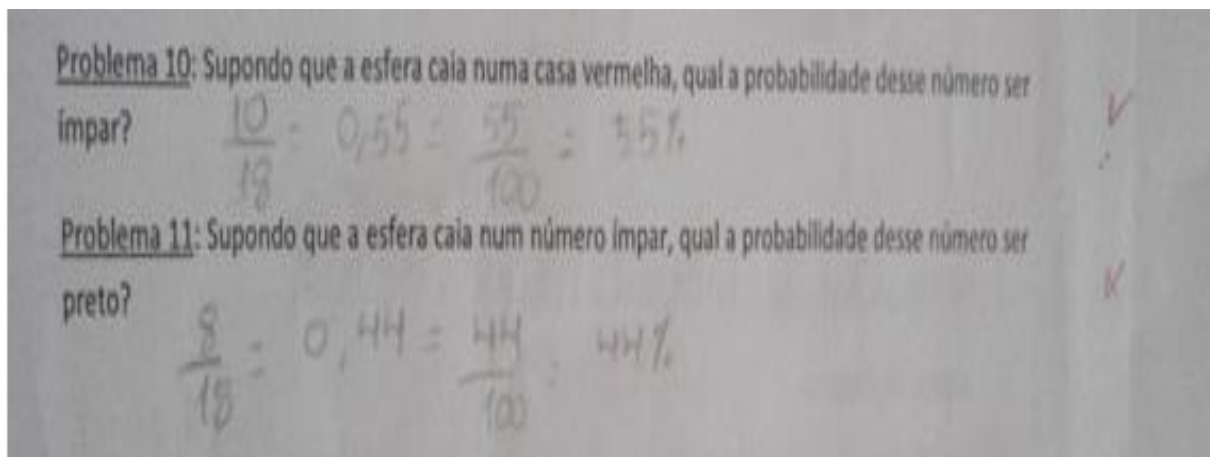 Problema 10: Supondo que a esfera caia numa casa vermelha, qual a probabilidade desse número ser
ímpar?
10/18 = 0,55 = 55/100 = 55%
Problema 11: Supondo que a esfera caia num número ímpar, qual a probabilidade desse número ser
preto?
8/18 = 0,44 = 44/100 = 44%